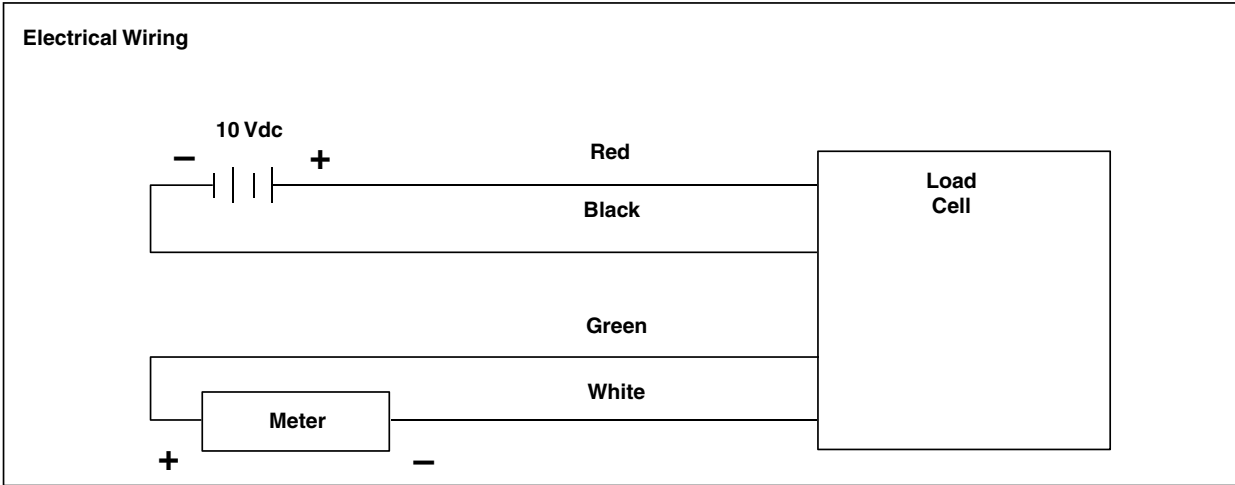 Electrical Wiring
10 Vdc
− +
Red
Load
Cell
Black
Green
White
Meter
+ −